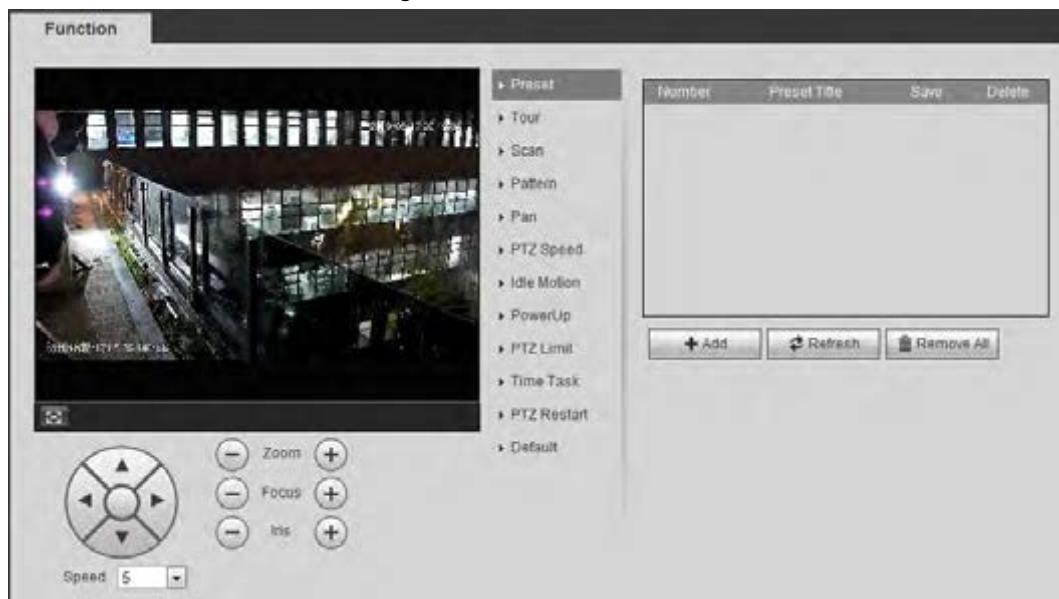 Function
Preset
Tour
Scan
Pattern
Pan
PTZ Speed
Idle Motion
PowerUp
PTZ Limit
Time Task
PTZ Restart
Default
Number Preset Title Save Delete
Add Refresh Remove All
Zoom
Focus
Iris
Speed 5